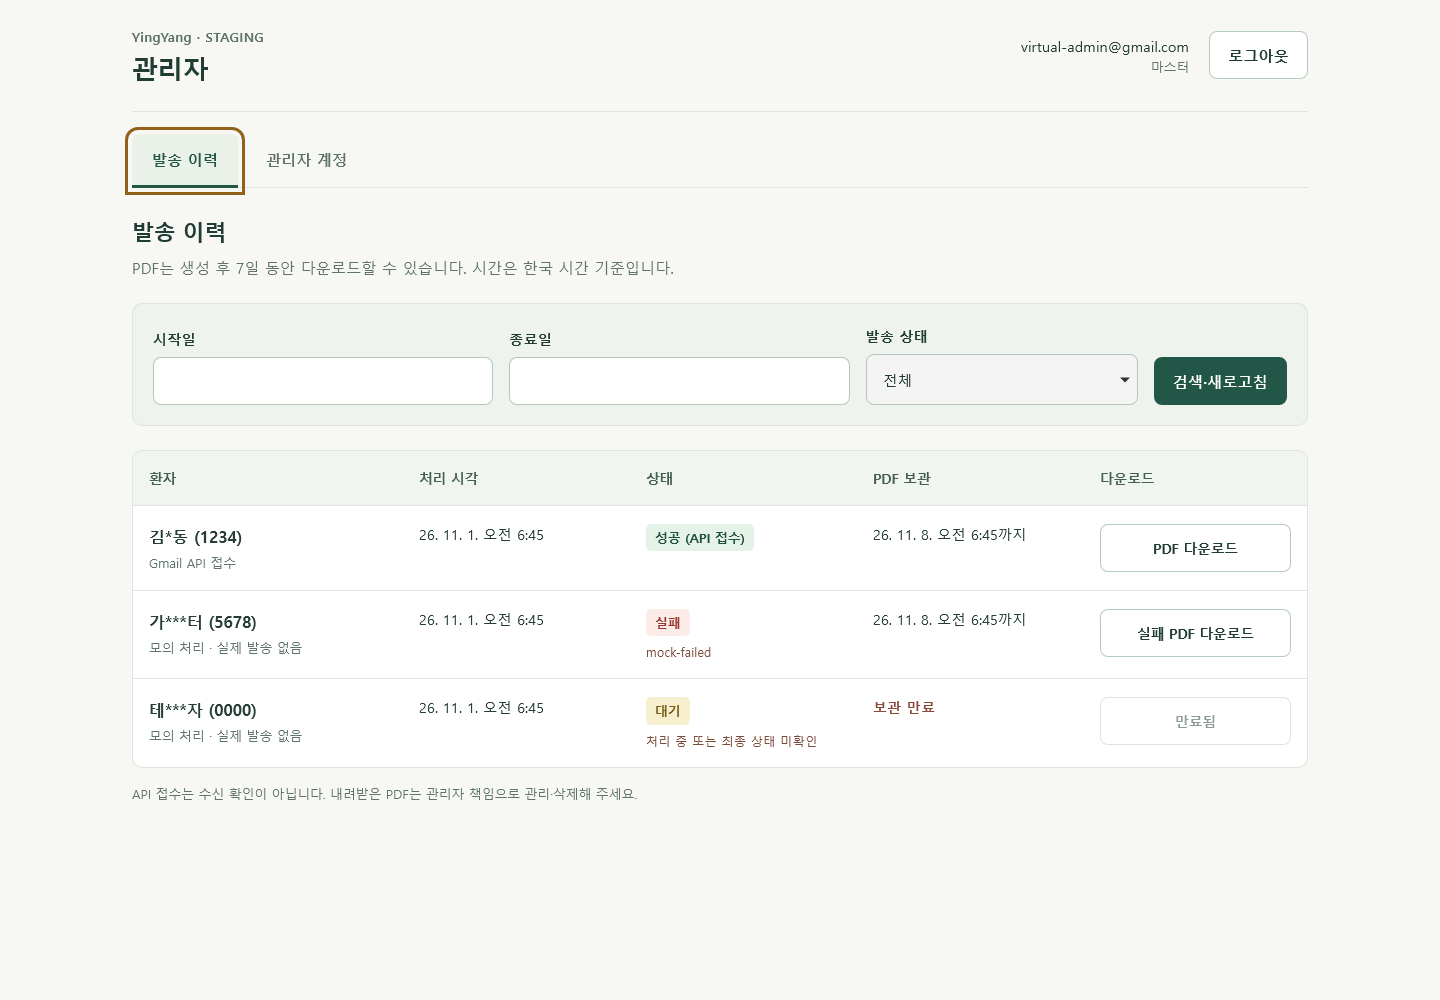 YingYang · STAGING
관리자
virtual-admin@gmail.com
마스터
로그아웃
발송 이력
관리자 계정
발송 이력
PDF는 생성 후 7일 동안 다운로드할 수 있습니다. 시간은 한국 시간 기준입니다.
시작일
종료일
발송 상태
전체
검색·새로고침
환자 처리 시각 상태 PDF 보관 다운로드
김*동 (1234) 26. 11. 1. 오전 6:45 성공 (API 접수) 26. 11. 8. 오전 6:45까지 PDF 다운로드
Gmail API 접수
가***터 (5678) 26. 11. 1. 오전 6:45 실패 26. 11. 8. 오전 6:45까지 실패 PDF 다운로드
모의 처리 · 실제 발송 없음 mock-failed
테***자 (0000) 26. 11. 1. 오전 6:45 대기 보관 만료 만료됨
모의 처리 · 실제 발송 없음 처리 중 또는 최종 상태 미확인
API 접수는 수신 확인이 아닙니다. 내려받은 PDF는 관리자 책임으로 관리·삭제해 주세요.